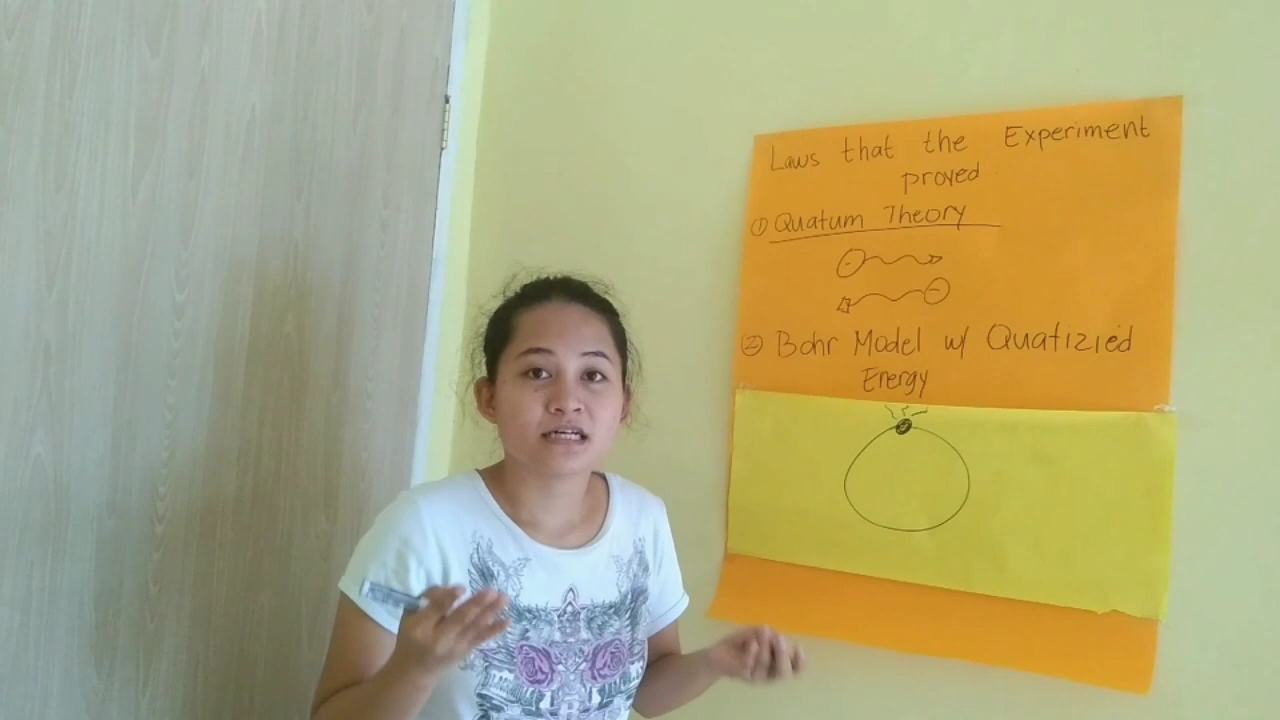 Laws that the Experiment
proved
① Quatum Theory
② Bohr Model w/ Quatizied
Energy